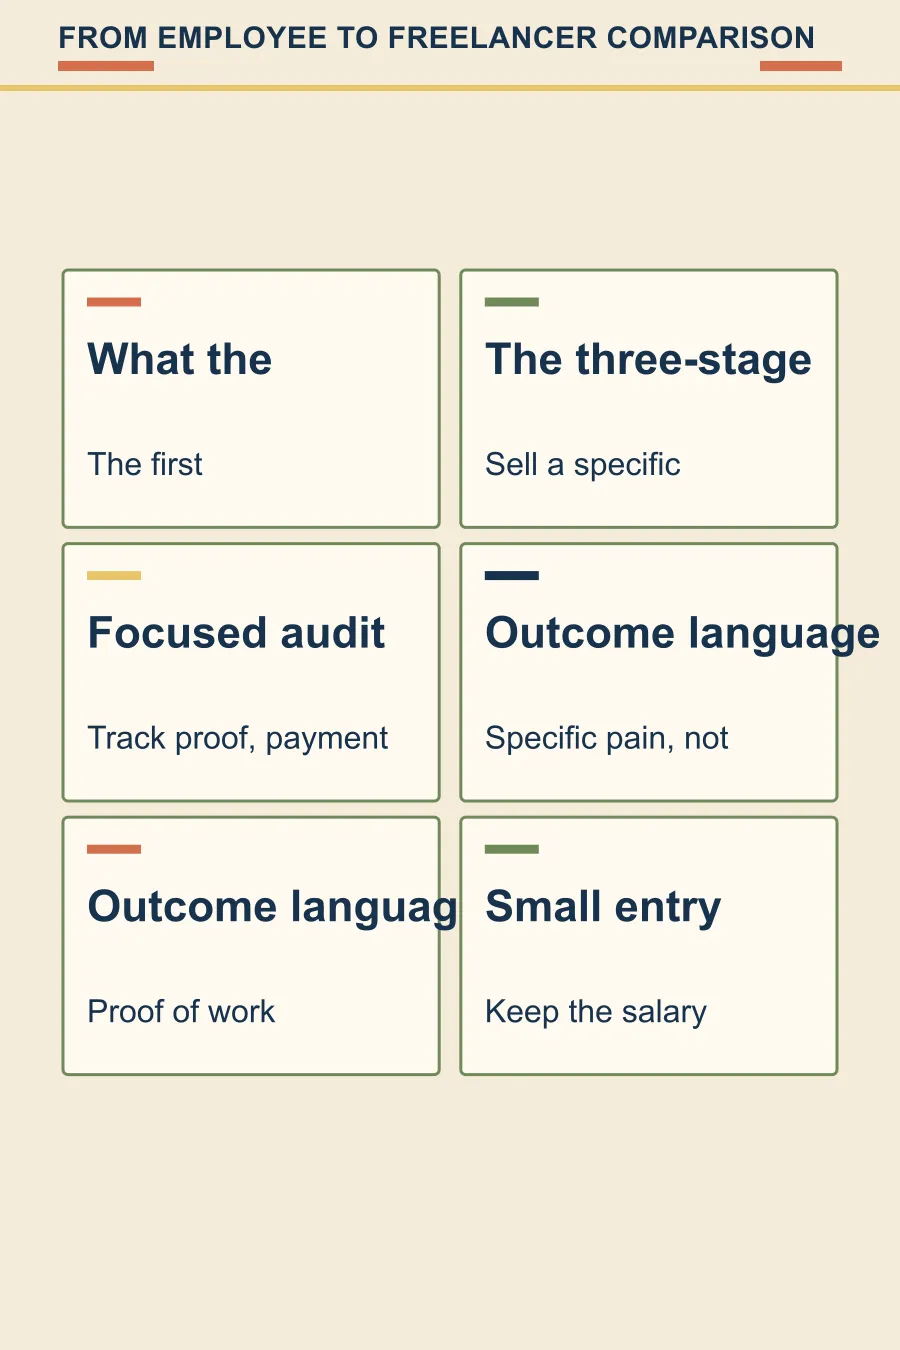 FROM EMPLOYEE TO FREELANCER COMPARISON
What the
The first
The three-stage
Sell a specific
Focused audit
Track proof, payment
Outcome language
Specific pain, not
Outcome languag
Proof of work
Small entry
Keep the salary